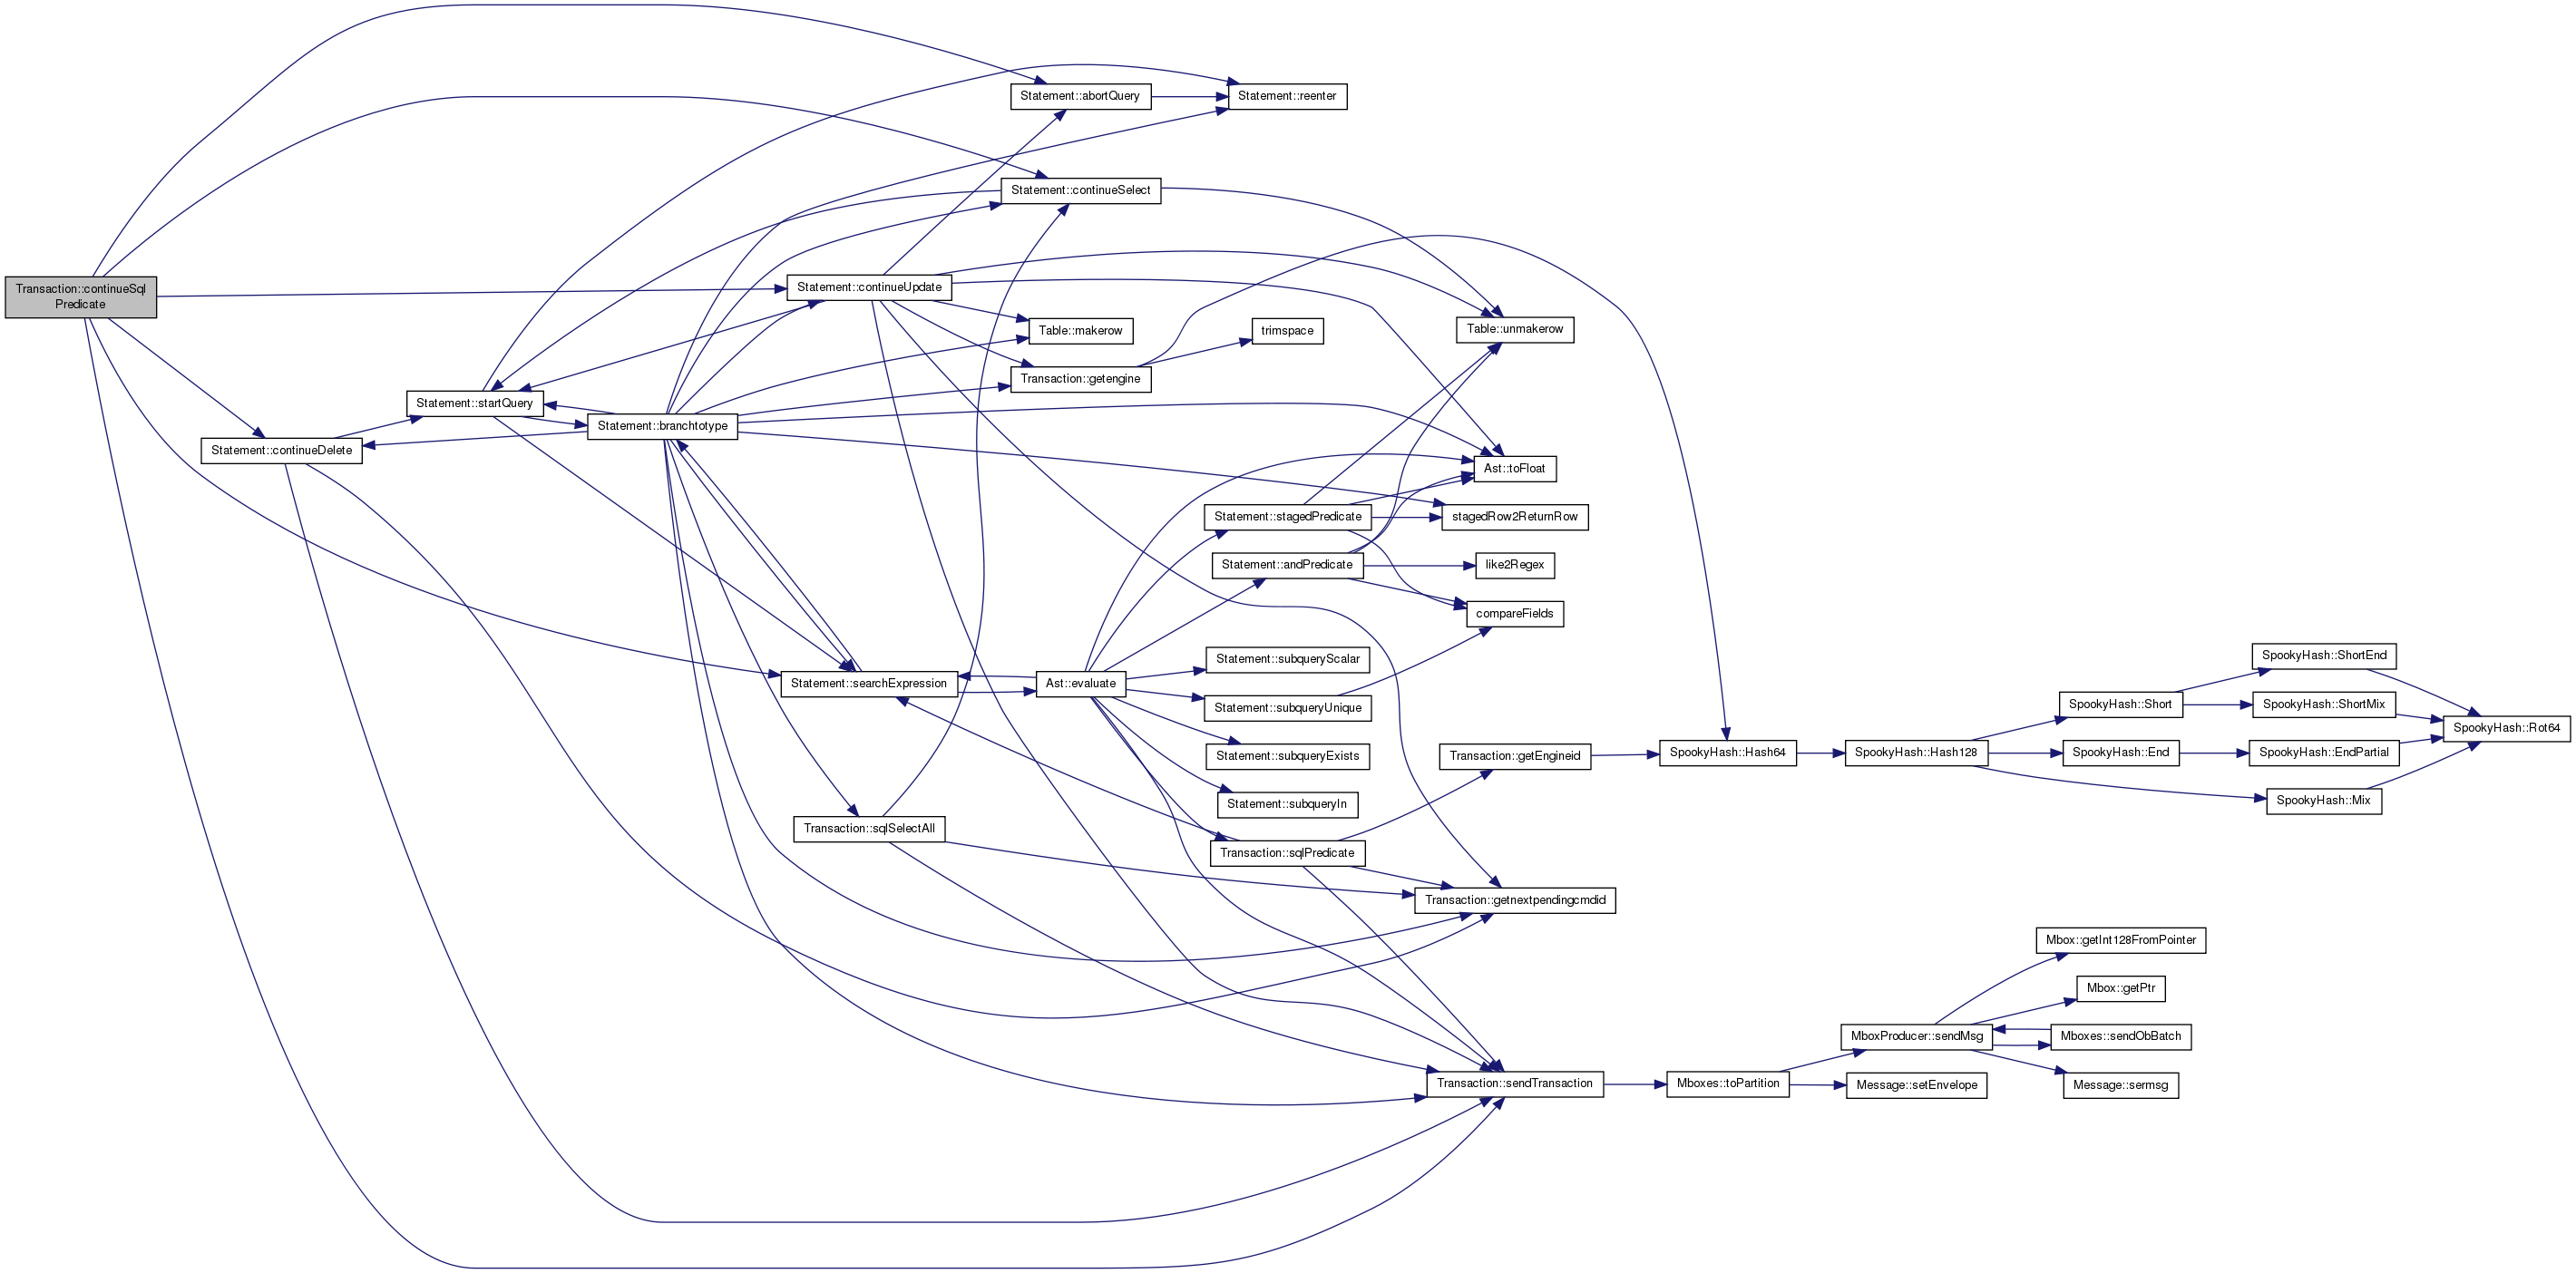 Transaction::continueSql
Predicate
Statement::abortQuery
Statement::reenter
Statement::continueSelect
Statement::continueUpdate
Table::makerow
trimspace
Table::unmakerow
Transaction::getengine
Statement::startQuery
Statement::branchtotype
Statement::continueDelete
Ast::toFloat
Statement::stagedPredicate
stagedRow2ReturnRow
Statement::andPredicate
like2Regex
compareFields
Statement::subqueryScalar
Statement::searchExpression
Ast::evaluate
Statement::subqueryUnique
Statement::subqueryExists
Statement::subqueryIn
Transaction::sqlSelectAll
Transaction::sqlPredicate
Transaction::getEngineid
SpookyHash::Hash64
SpookyHash::Hash128
SpookyHash::Short
SpookyHash::ShortEnd
SpookyHash::ShortMix
SpookyHash::Rot64
SpookyHash::End
SpookyHash::EndPartial
SpookyHash::Mix
Transaction::getnextpendingcmdid
Mbox::getInt128FromPointer
Mbox::getPtr
MboxProducer::sendMsg
Mboxes::sendObBatch
Transaction::sendTransaction
Mboxes::toPartition
Message::setEnvelope
Message::sermsg